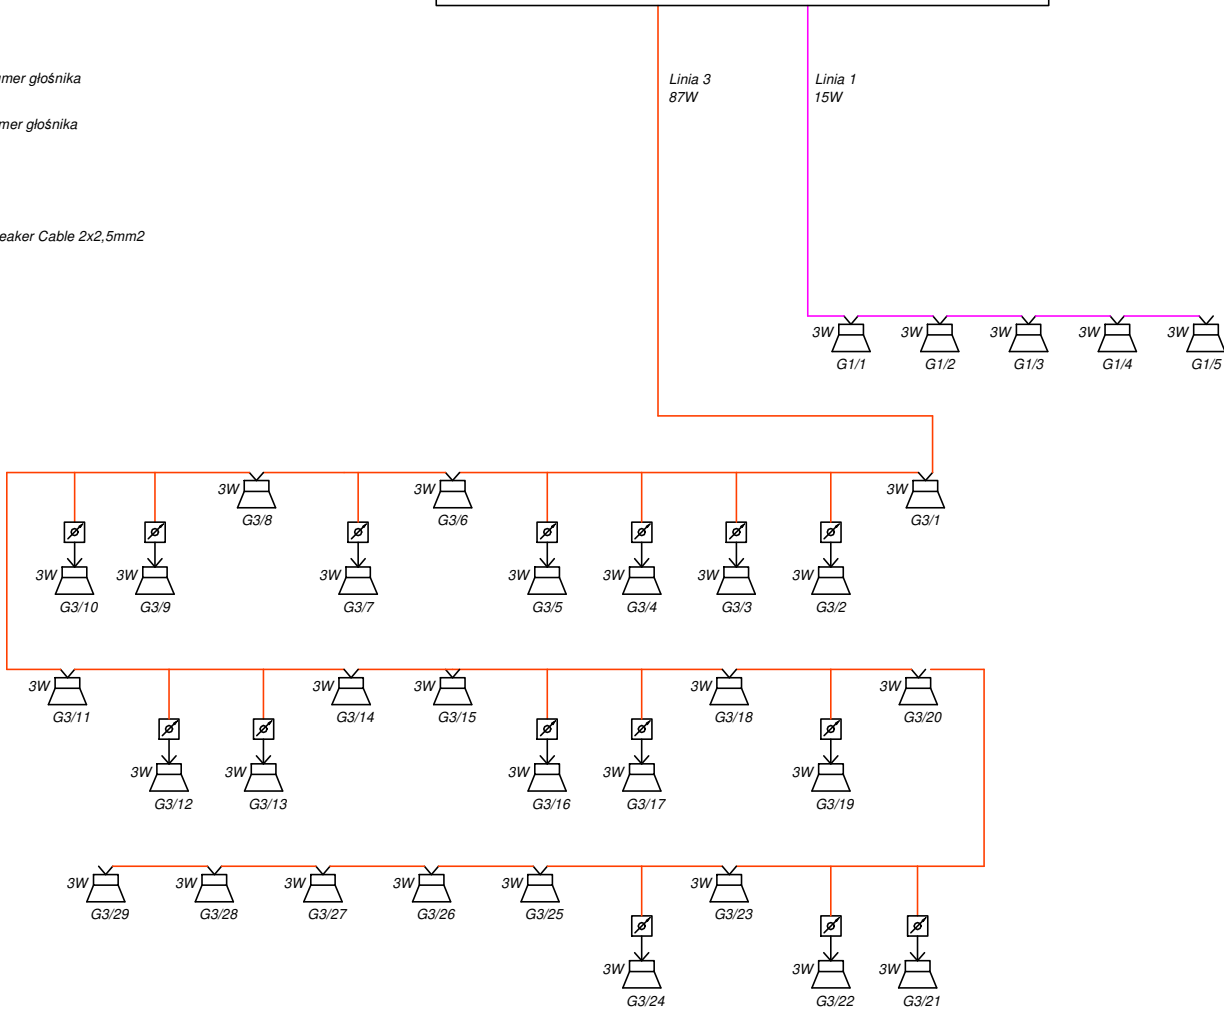 umer głośnika
mer głośnika
eaker Cable 2x2,5mm2
Linia 3
87W
Linia 1
15W
3W 3W 3W 3W 3W
G1/1 G1/2 G1/3 G1/4 G1/5
3W 3W 3W
G3/8 G3/6 G3/1
3W 3W 3W 3W 3W 3W 3W
G3/10 G3/9 G3/7 G3/5 G3/4 G3/3 G3/2
3W 3W 3W 3W 3W
G3/11 G3/14 G3/15 G3/18 G3/20
3W 3W 3W 3W 3W
G3/12 G3/13 G3/16 G3/17 G3/19
3W 3W 3W 3W 3W 3W
G3/29 G3/28 G3/27 G3/26 G3/25 G3/23
3W 3W 3W
G3/24 G3/22 G3/21